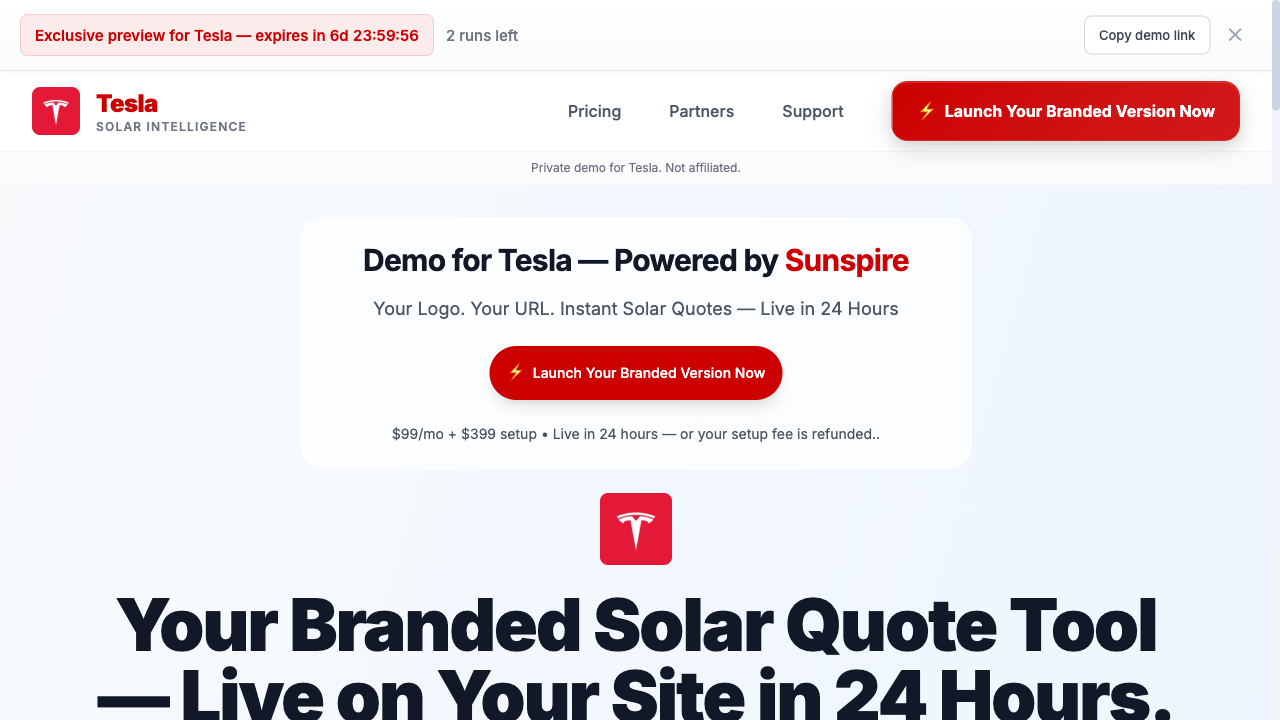 Exclusive preview for Tesla — expires in 6d 23:59:56
2 runs left
Copy demo link
Tesla
SOLAR INTELLIGENCE
Pricing
Partners
Support
⚡ Launch Your Branded Version Now
Private demo for Tesla. Not affiliated.
Demo for Tesla — Powered by Sunspire
Your Logo. Your URL. Instant Solar Quotes — Live in 24 Hours
⚡ Launch Your Branded Version Now
$99/mo + $399 setup • Live in 24 hours — or your setup fee is refunded..
Your Branded Solar Quote Tool
— Live on Your Site in 24 Hours.